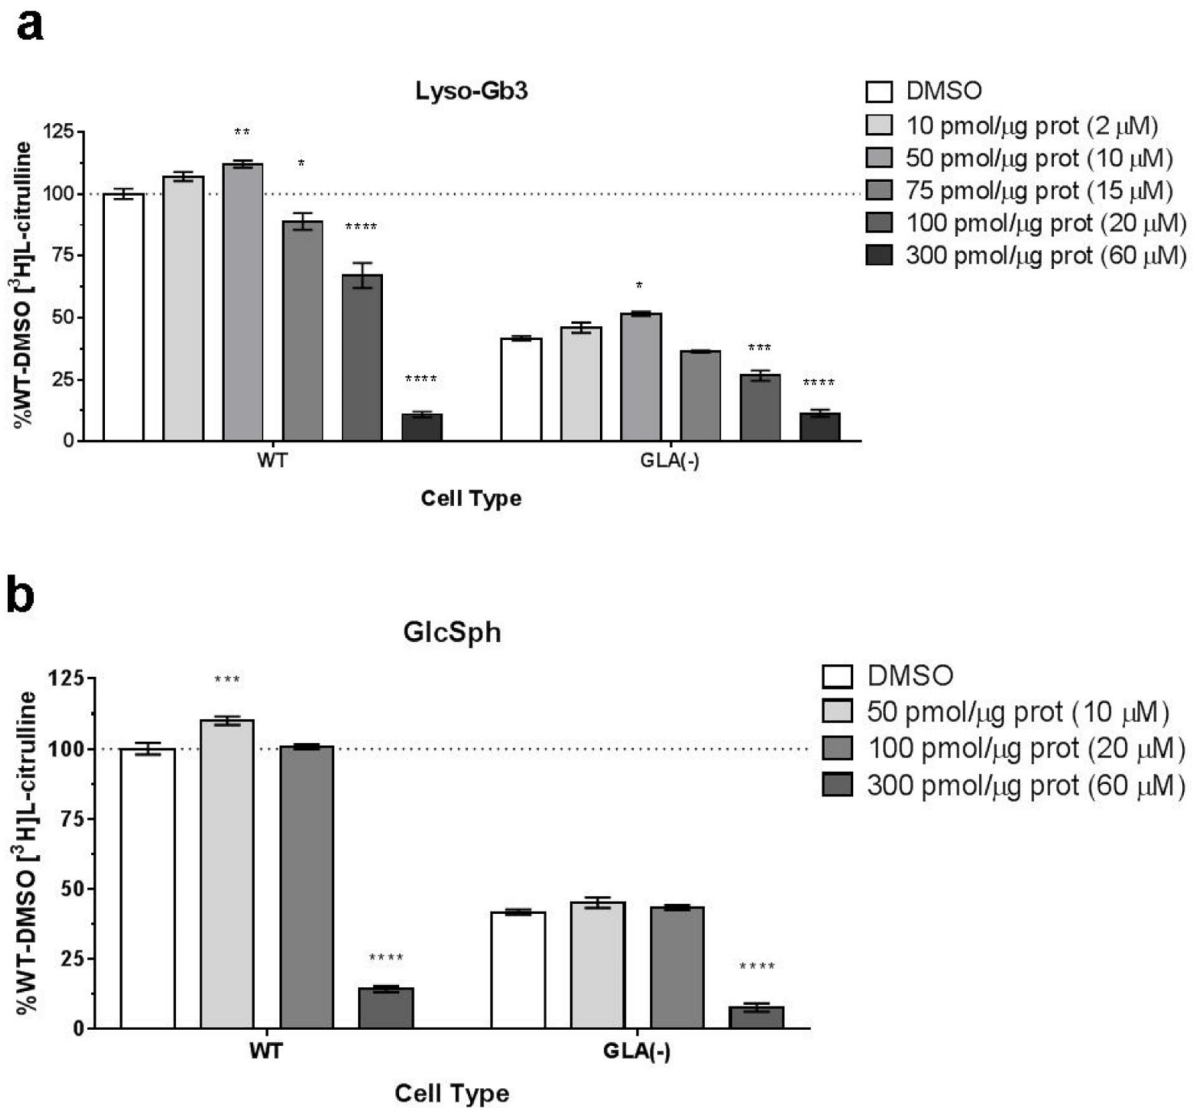 a
Lyso-Gb3
DMSO
10 pmol/μg prot (2 μM)
50 pmol/μg prot (10 μM)
75 pmol/μg prot (15 μM)
100 pmol/μg prot (20 μM)
300 pmol/μg prot (60 μM)
%WT-DMSO [³H]L-citrulline
125
100
75
50
25
0
**
*
****
****
*
***
****
WT
GLA(-)
Cell Type
b
GlcSph
DMSO
50 pmol/μg prot (10 μM)
100 pmol/μg prot (20 μM)
300 pmol/μg prot (60 μM)
%WT-DMSO [³H]L-citrulline
125
100
75
50
25
0
***
****
****
WT
GLA(-)
Cell Type